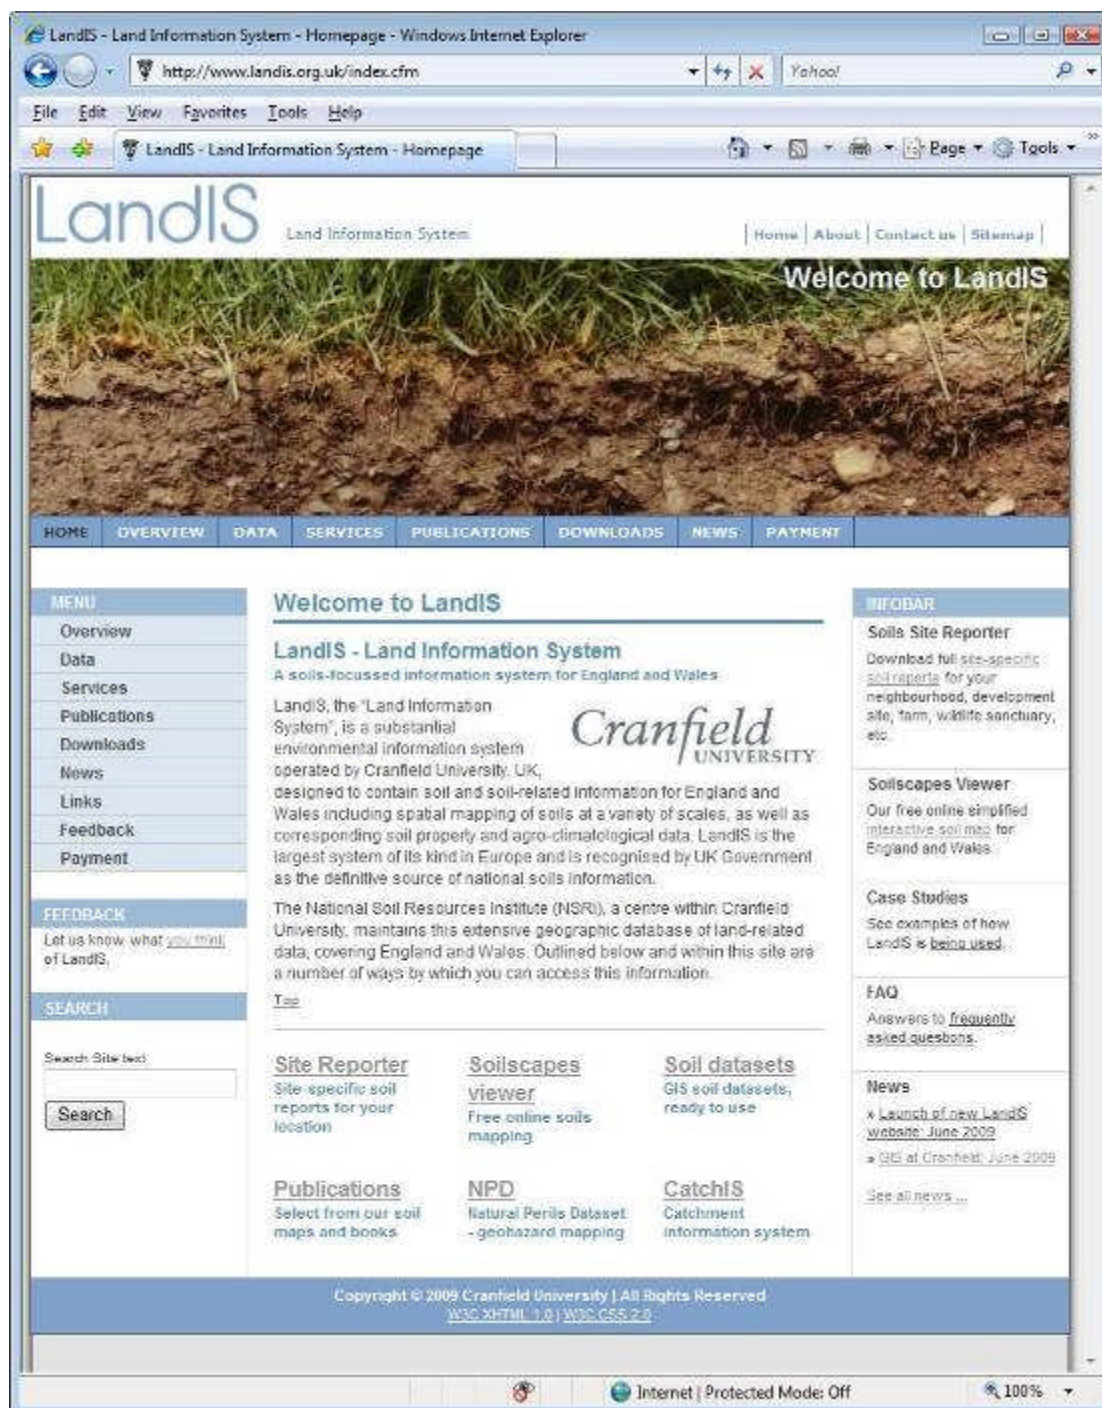 LandIS - Land Information System - Homepage - Windows Internet Explorer
http://www.landis.org.uk/index.cfm
Yahoo!
File Edit View Favorites Tools Help
LandIS - Land Information System - Homepage
Page Tools
LandIS
Land Information System
Home | About | Contact us | Sitemap |
Welcome to LandIS
HOME OVERVIEW DATA SERVICES PUBLICATIONS DOWNLOADS NEWS PAYMENT
MENU
Overview
Data
Services
Publications
Downloads
News
Links
Feedback
Payment
FEEDBACK
Let us know what you think
of LandIS.
SEARCH
Search Site text
Search
Welcome to LandIS
LandIS - Land Information System
A soils-focussed information system for England and Wales
LandIS, the "Land Information
System", is a substantial
environmental information system
operated by Cranfield University, UK,
designed to contain soil and soil-related information for England and
Wales including spatial mapping of soils at a variety of scales, as well as
corresponding soil property and agro-climatological data. LandIS is the
largest system of its kind in Europe and is recognised by UK Government
as the definitive source of national soils information.
Cranfield
UNIVERSITY
The National Soil Resources Institute (NSRI), a centre within Cranfield
University, maintains this extensive geographic database of land-related
data, covering England and Wales. Outlined below and within this site are
a number of ways by which you can access this information.
Top
Site Reporter
Site-specific soil
reports for your
location
Soilscapes
viewer
Free online soils
mapping
Soil datasets
GIS soil datasets,
ready to use
Publications
Select from our soil
maps and books
NPD
Natural Perils Dataset
- geohazard mapping
CatchIS
Catchment
information system
INFOBAR
Soils Site Reporter
Download full site-specific
soil reports for your
neighbourhood, development
site, farm, wildlife sanctuary,
etc.
Soilscapes Viewer
Our free online simplified
interactive soil map for
England and Wales
Case Studies
See examples of how
LandIS is being used.
FAQ
Answers to frequently
asked questions.
News
» Launch of new LandIS
website: June 2009
» GIS at Cranfield; June 2009
See all news ...
Copyright © 2009 Cranfield University | All Rights Reserved
W3C XHTML 1.0 | W3C CSS 2.0
Internet | Protected Mode: Off
100%